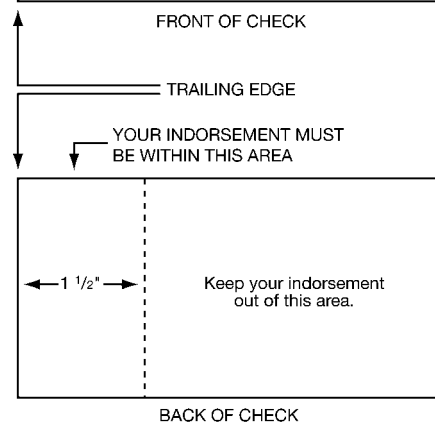 FRONT OF CHECK
TRAILING EDGE
YOUR INDORSEMENT MUST
BE WITHIN THIS AREA
1 1/2"
Keep your indorsement
out of this area.
BACK OF CHECK